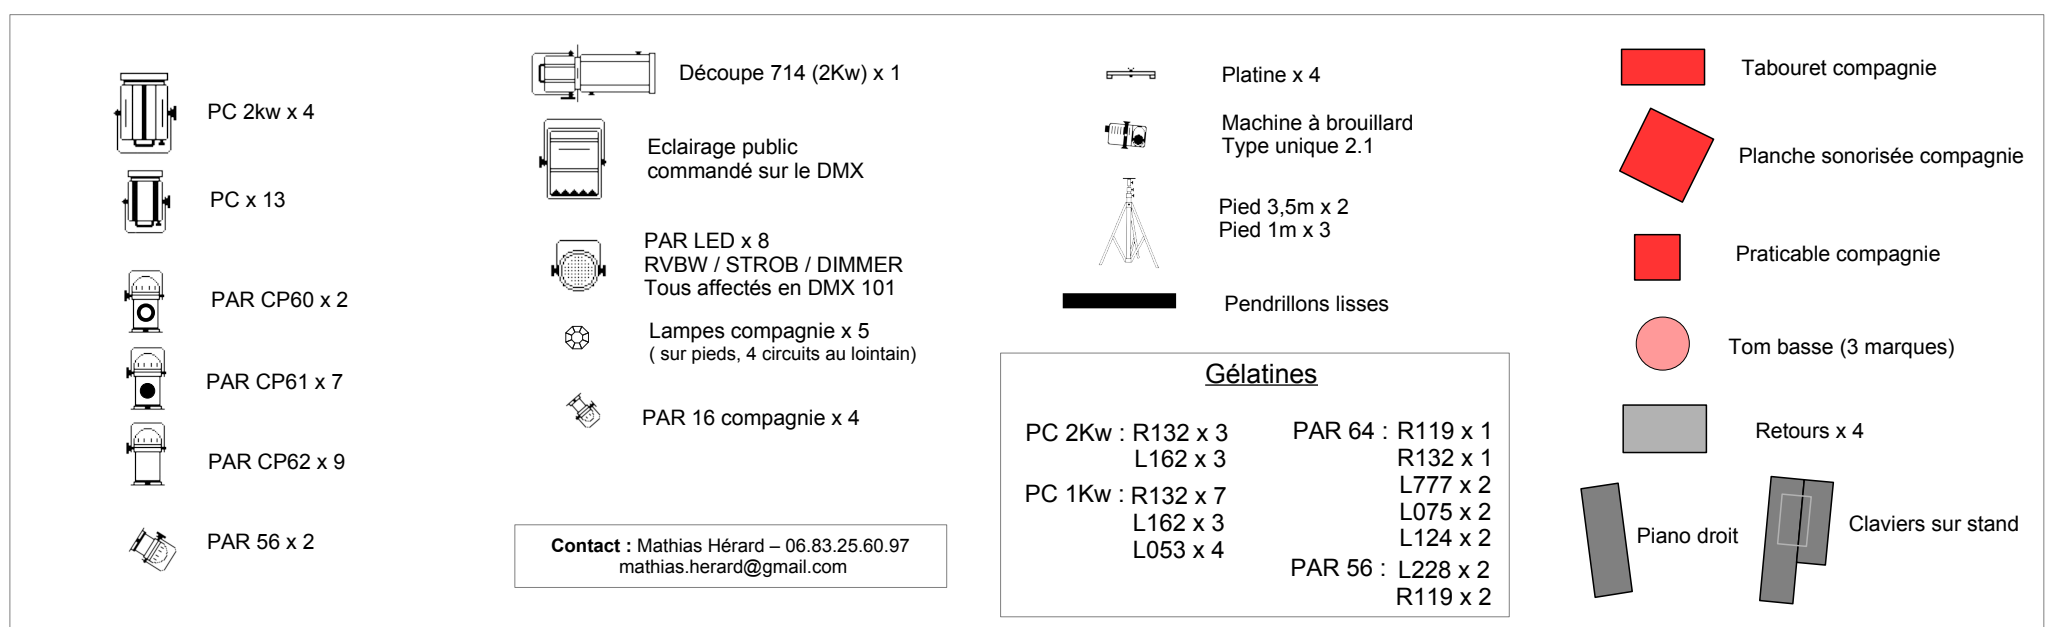 PC 2kw x 4
PC x 13
PAR CP60 x 2
PAR CP61 x 7
PAR CP62 x 9
PAR 56 x 2
Découpe 714 (2Kw) x 1
Eclairage public
commandé sur le DMX
PAR LED x 8
RVBW / STROB / DIMMER
Tous affectés en DMX 101
Lampes compagnie x 5
( sur pieds, 4 circuits au lointain)
PAR 16 compagnie x 4
Contact : Mathias Hérard – 06.83.25.60.97
mathias.herard@gmail.com
Platine x 4
Machine à brouillard
Type unique 2.1
Pied 3,5m x 2
Pied 1m x 3
Pendrillons lisses
Gélatines
PC 2Kw : R132 x 3
L162 x 3
PC 1Kw : R132 x 7
L162 x 3
L053 x 4
PAR 64 : R119 x 1
R132 x 1
L777 x 2
L075 x 2
L124 x 2
PAR 56 : L228 x 2
R119 x 2
Tabouret compagnie
Planche sonorisée compagnie
Praticable compagnie
Tom basse (3 marques)
Retours x 4
Piano droit
Claviers sur stand